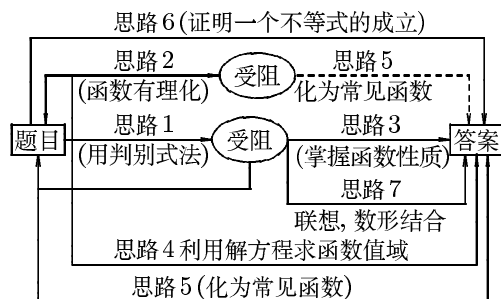 思路6(证明一个不等式的成立)
思路2
(函数有理化)
受阻
思路5
化为常见函数
题目
思路1
(用判别式法)
受阻
思路3
(掌握函数性质)
答案
思路7
联想,数形结合
思路4利用解方程求函数值域
思路5(化为常见函数)